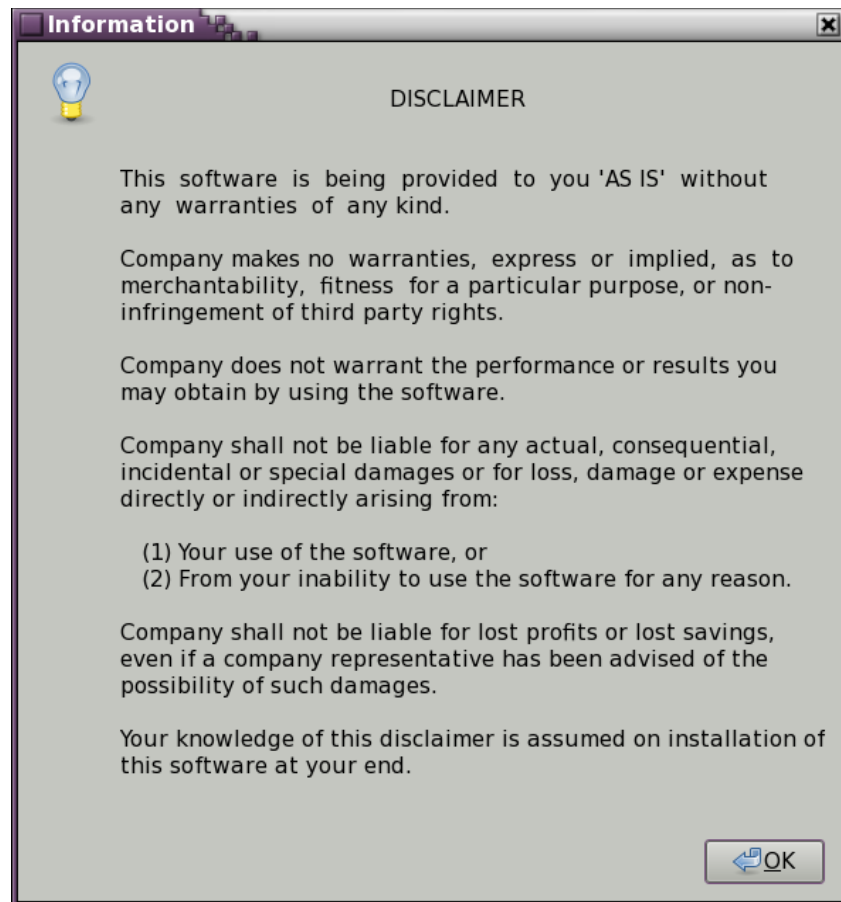 Information
DISCLAIMER
This software is being provided to you 'AS IS' without
any warranties of any kind.
Company makes no warranties, express or implied, as to
merchantability, fitness for a particular purpose, or non-
infringement of third party rights.
Company does not warrant the performance or results you
may obtain by using the software.
Company shall not be liable for any actual, consequential,
incidental or special damages or for loss, damage or expense
directly or indirectly arising from:
(1) Your use of the software, or
(2) From your inability to use the software for any reason.
Company shall not be liable for lost profits or lost savings,
even if a company representative has been advised of the
possibility of such damages.
Your knowledge of this disclaimer is assumed on installation of
this software at your end.
OK